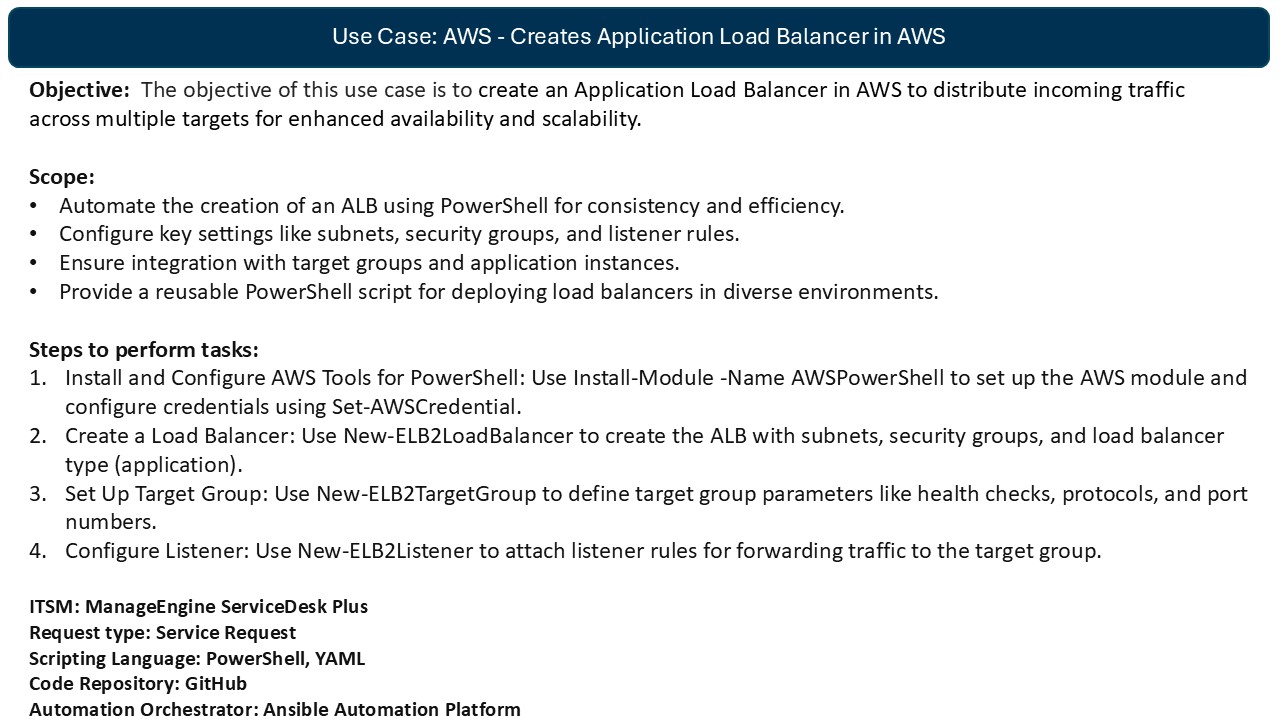 Use Case: AWS - Creates Application Load Balancer in AWS
Objective: The objective of this use case is to create an Application Load Balancer in AWS to distribute incoming traffic
across multiple targets for enhanced availability and scalability.
Scope:
• Automate the creation of an ALB using PowerShell for consistency and efficiency.
• Configure key settings like subnets, security groups, and listener rules.
• Ensure integration with target groups and application instances.
• Provide a reusable PowerShell script for deploying load balancers in diverse environments.
Steps to perform tasks:
1. Install and Configure AWS Tools for PowerShell: Use Install-Module -Name AWSPowerShell to set up the AWS module and
configure credentials using Set-AWSCredential.
2. Create a Load Balancer: Use New-ELB2LoadBalancer to create the ALB with subnets, security groups, and load balancer
type (application).
3. Set Up Target Group: Use New-ELB2TargetGroup to define target group parameters like health checks, protocols, and port
numbers.
4. Configure Listener: Use New-ELB2Listener to attach listener rules for forwarding traffic to the target group.
ITSM: ManageEngine ServiceDesk Plus
Request type: Service Request
Scripting Language: PowerShell, YAML
Code Repository: GitHub
Automation Orchestrator: Ansible Automation Platform